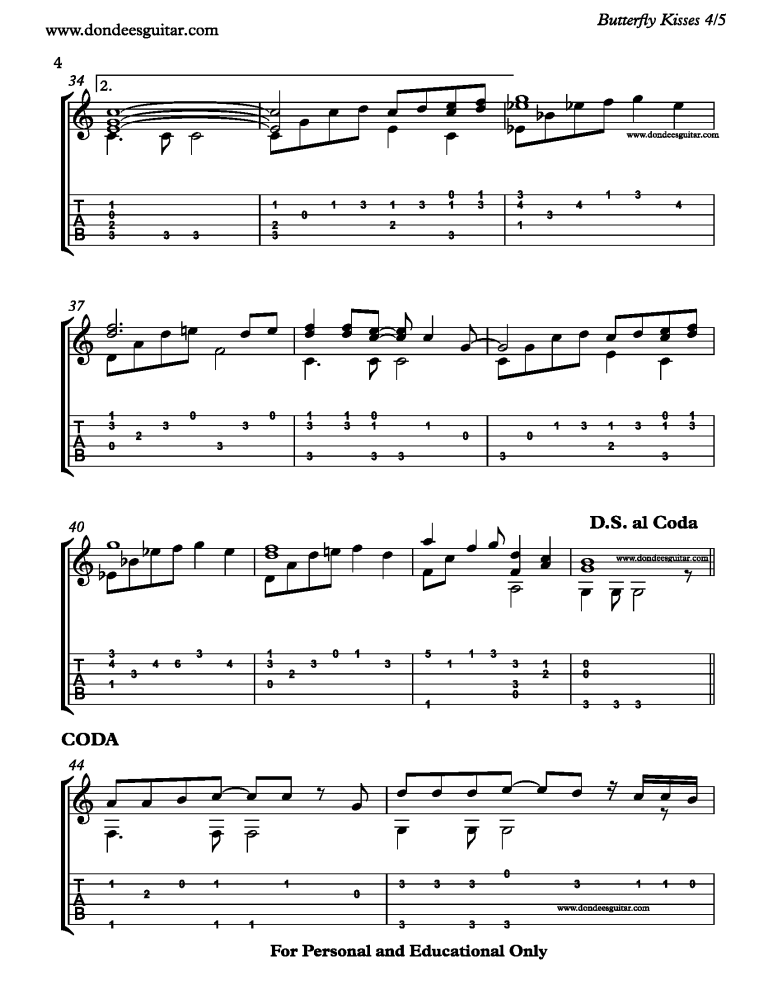 www.dondeesguitar.com
Butterfly Kisses 4/5
4
34
2.
www.dondeesguitar.com
T A B
1 0 2 3 3 3
1 2 3 0 1 3 1 2 3 0 1 3 1 3
3 4 1 3 4 1 3 4
37
1 3 0 2 3 0 3 3 0
1 3 3 1 3 0 1 3 3 1 0
3 0 1 3 1 2 3 0 1 3 1 3
40
D.S. al Coda
www.dondeesguitar.com
T A B
3 4 1 3 4 6 3 4
1 3 0 2 3 0 1 3
5 1 1 1 3 3 3 0 1 2
0 0 3 3 3
CODA
44
T A B
1 1 2 0 1 1 1 1 0
3 3 3 3 3 0 3 3 1 1 0
www.dondeesguitar.com
For Personal and Educational Only